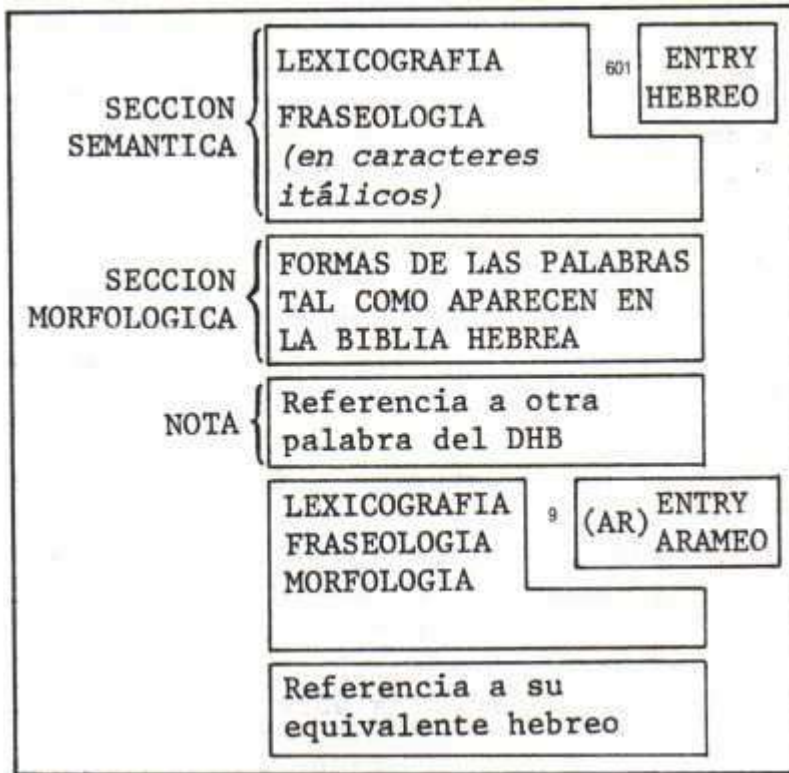 SECCION
SEMANTICA
LEXICOGRAFIA
FRASEOLOGIA
(en caracteres
itálicos)
601
ENTRY
HEBREO
SECCION
MORFOLOGICA
FORMAS DE LAS PALABRAS
TAL COMO APARECEN EN
LA BIBLIA HEBREA
NOTA
Referencia a otra
palabra del DHB
LEXICOGRAFIA
FRASEOLOGIA
MORFOLOGIA
9
(AR) ENTRY
ARAMEO
Referencia a su
equivalente hebreo